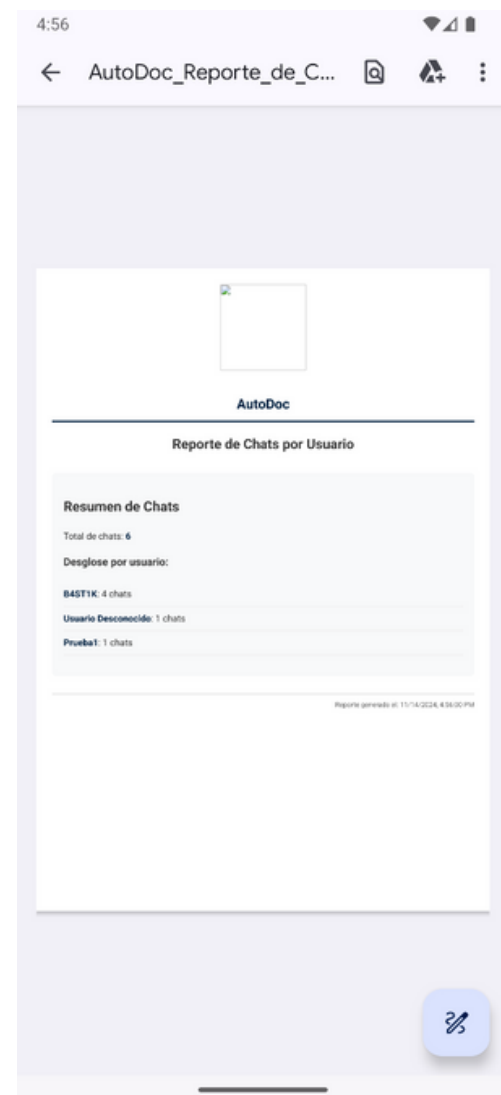 4:56
AutoDoc_Reporte_de_C...
AutoDoc
Reporte de Chats por Usuario
Resumen de Chats
Total de chats: 6
Desglose por usuario:
B4ST1K: 4 chats
Usuario Desconocido: 1 chats
Prueba1: 1 chats
Reporte generado el: 11/14/2024, 4:56:00 PM